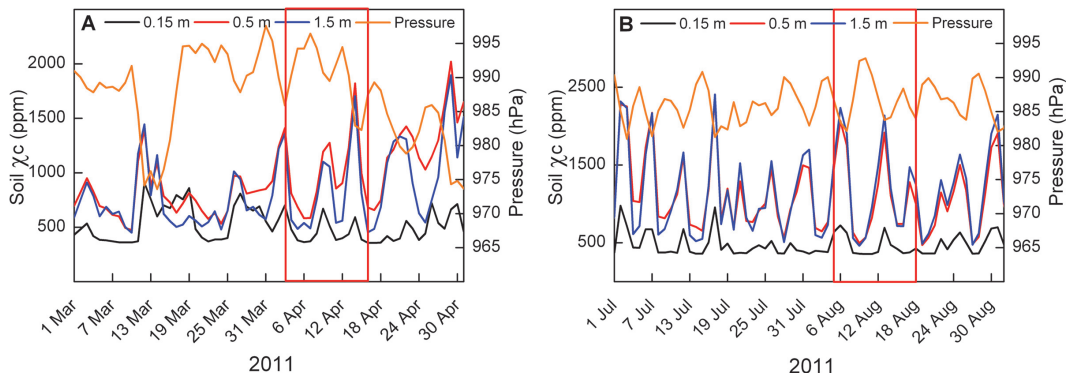 A
0.15 m 0.5 m 1.5 m Pressure
Soil χc (ppm)
2000
1500
1000
500
995
990
985
980
975
970
965
Pressure (hPa)
1 Mar
7 Mar
13 Mar
19 Mar
25 Mar
31 Mar
6 Apr
12 Apr
18 Apr
24 Apr
30 Apr
2011
B
0.15 m 0.5 m 1.5 m Pressure
Soil χc (ppm)
2500
1500
500
995
990
985
980
975
970
965
Pressure (hPa)
1 Jul
7 Jul
13 Jul
19 Jul
25 Jul
31 Jul
6 Aug
12 Aug
18 Aug
24 Aug
30 Aug
2011